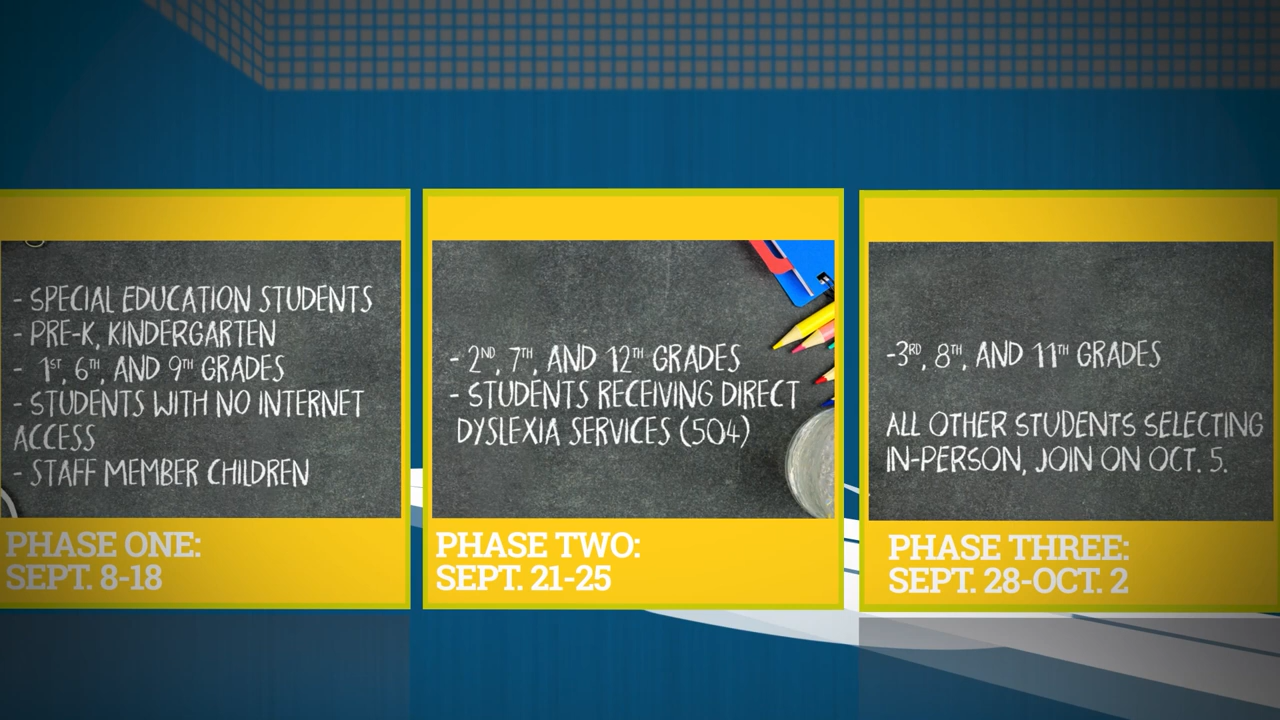 - SPECIAL EDUCATION STUDENTS
- PRE-K, KINDERGARTEN
- 1ST, 6TH, AND 9TH GRADES
- STUDENTS WITH NO INTERNET
ACCESS
- STAFF MEMBER CHILDREN
PHASE ONE:
SEPT. 8-18
- 2ND, 7TH, AND 12TH GRADES
- STUDENTS RECEIVING DIRECT
DYSLEXIA SERVICES (504)
PHASE TWO:
SEPT. 21-25
-3RD, 8TH, AND 11TH GRADES
ALL OTHER STUDENTS SELECTING
IN-PERSON, JOIN ON OCT. 5.
PHASE THREE:
SEPT. 28-OCT. 2